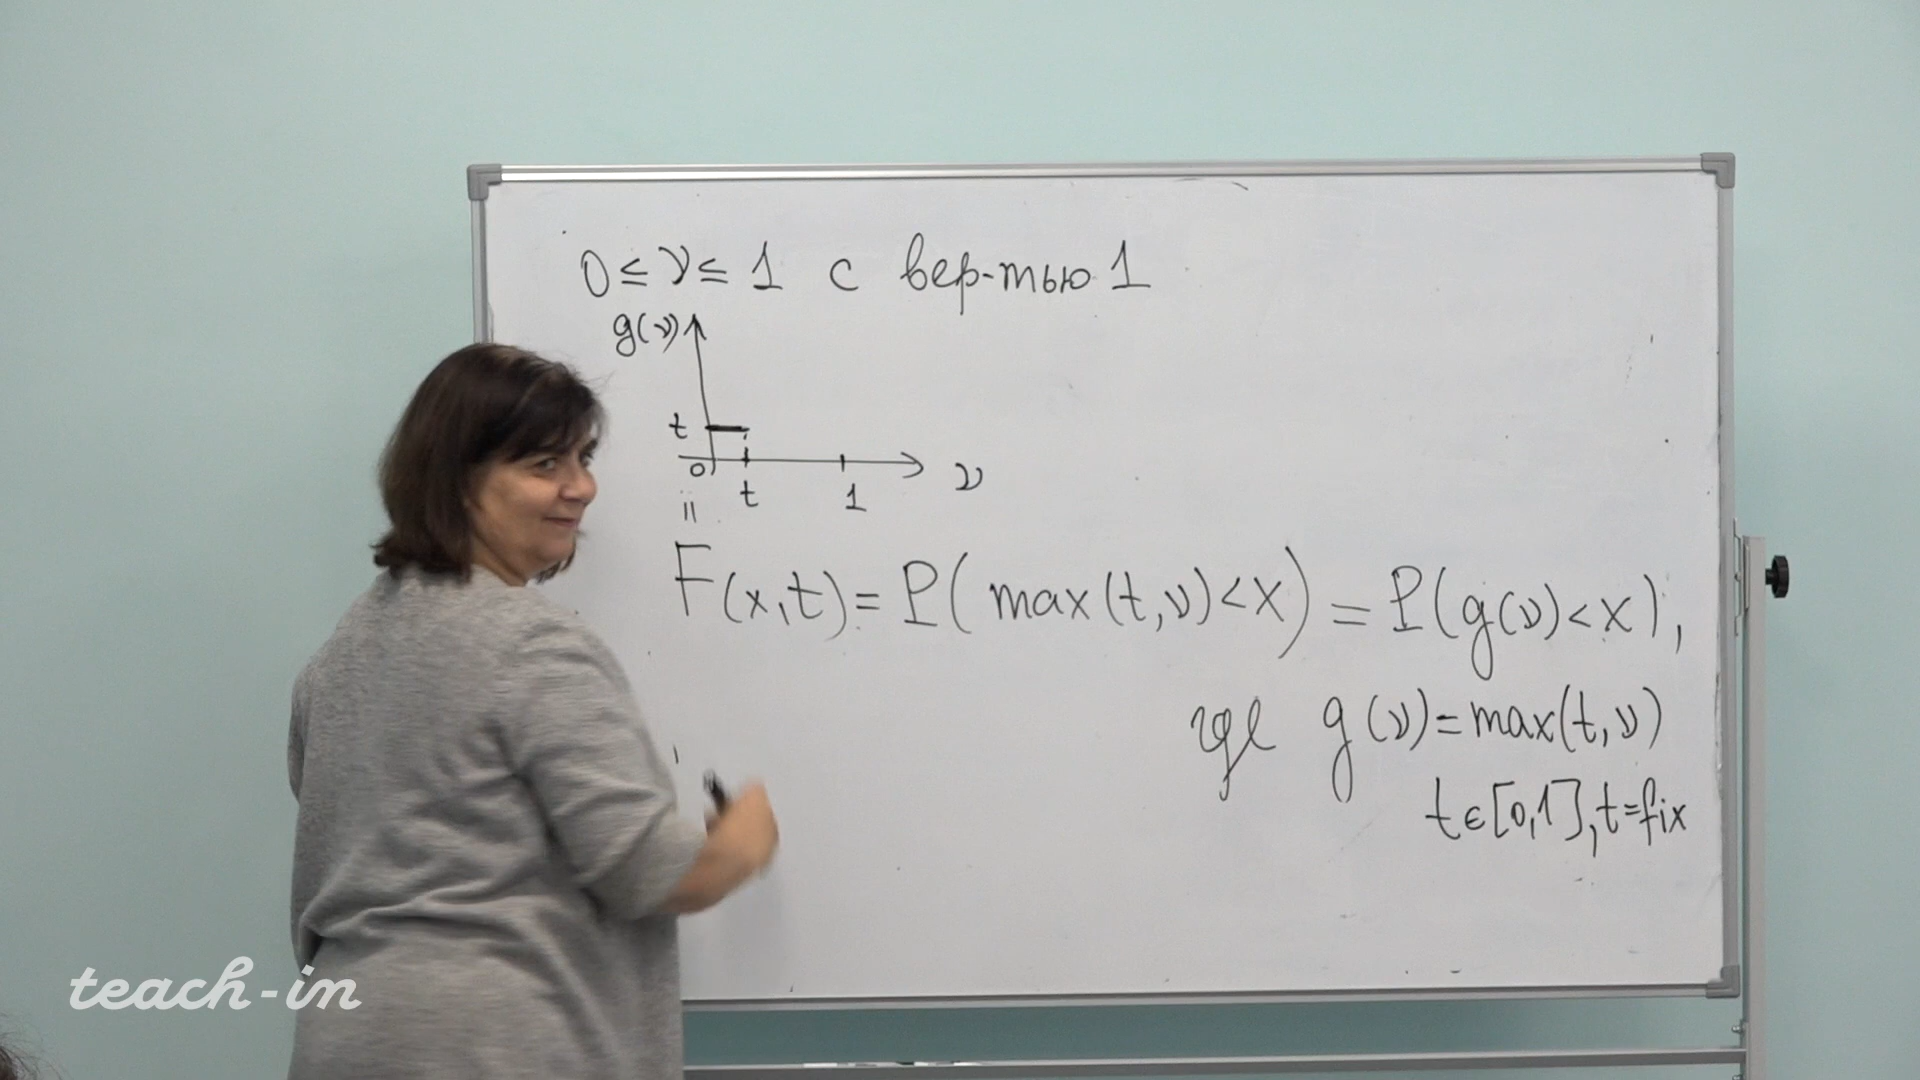 0 ≤ ν ≤ 1 с вер-тью 1
g(ν)
t
0 t 1 ν
||
F(x,t) = P(max(t,ν)<x) = P(g(ν)<x),
где g(ν)=max(t,ν)
t∈[0,1], t=fix
teach-in